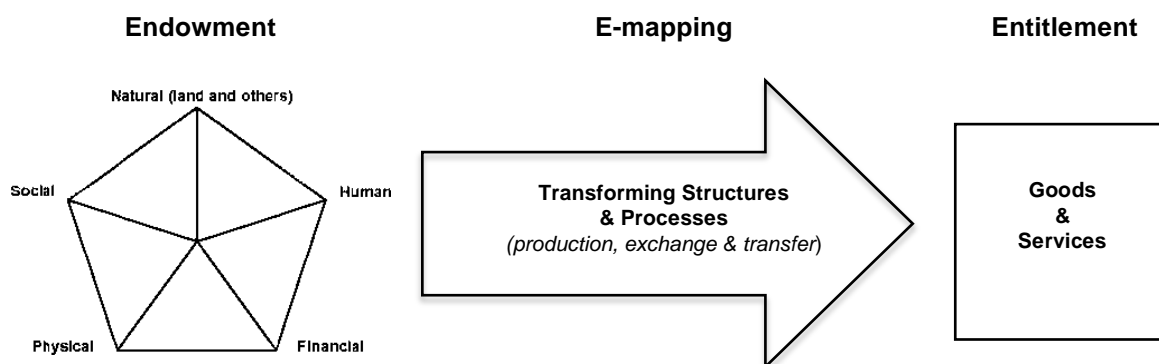 Endowment
E-mapping
Entitlement
Natural (land and others)
Social
Human
Physical
Financial
Transforming Structures
& Processes
(production, exchange & transfer)
Goods
&
Services